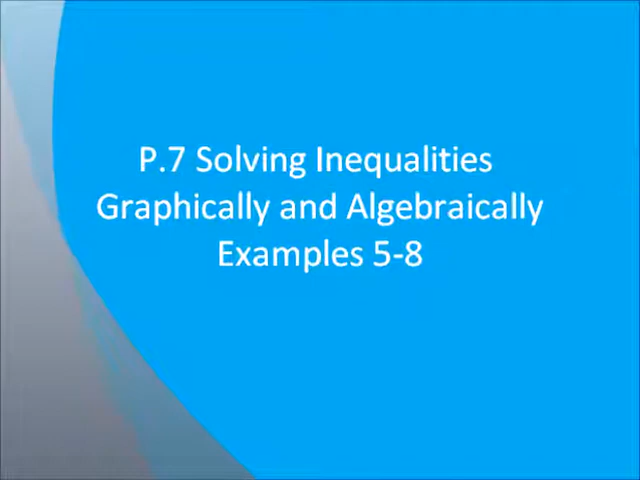 P.7 Solving Inequalities
Graphically and Algebraically
Examples 5-8